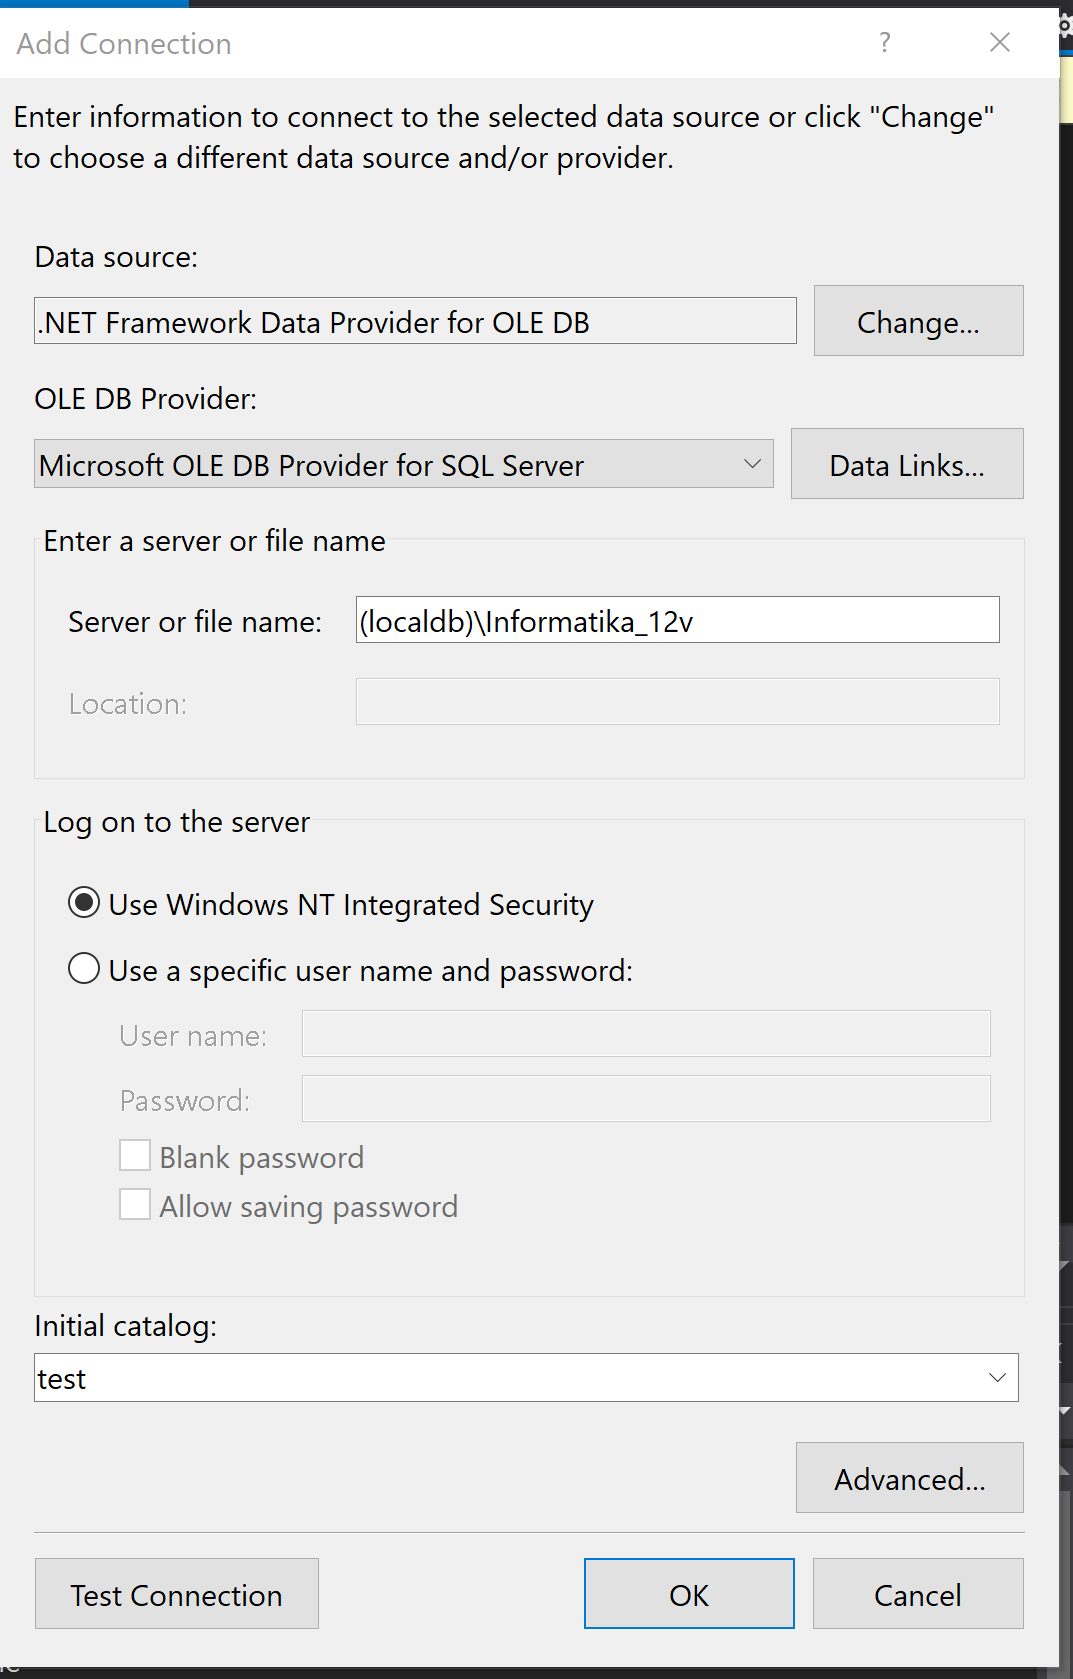 Add Connection
?
Enter information to connect to the selected data source or click "Change"
to choose a different data source and/or provider.
Data source:
.NET Framework Data Provider for OLE DB
Change...
OLE DB Provider:
Microsoft OLE DB Provider for SQL Server
Data Links...
Enter a server or file name
Server or file name:
(localdb)\Informatika_12v
Location:
Log on to the server
Use Windows NT Integrated Security
Use a specific user name and password:
User name:
Password:
Blank password
Allow saving password
Initial catalog:
test
Advanced...
Test Connection
OK
Cancel